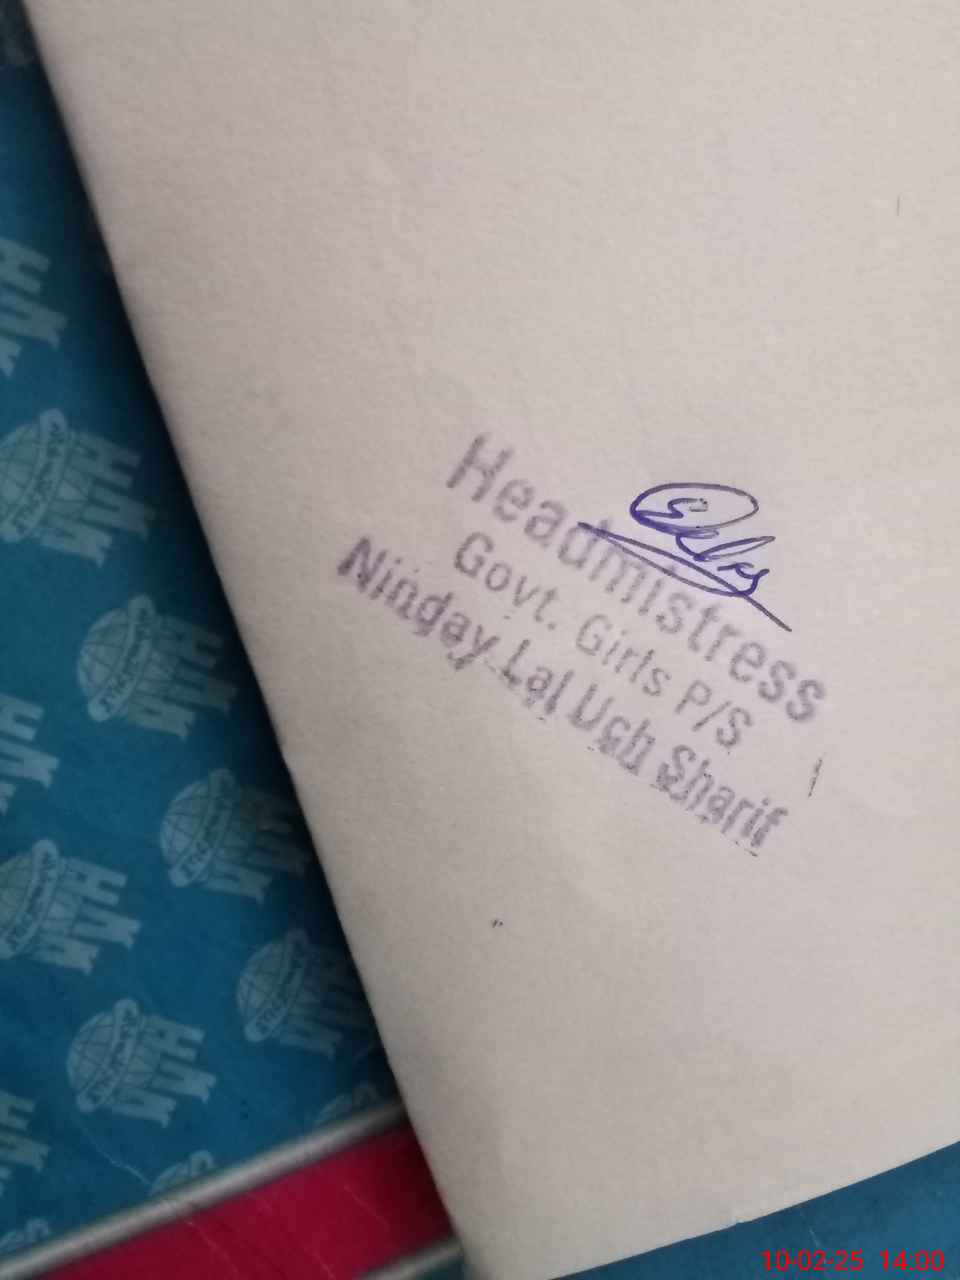 Headmistress
Govt. Girls P/S
Ninday Lal Uch Sharif
10-02-25 14:00